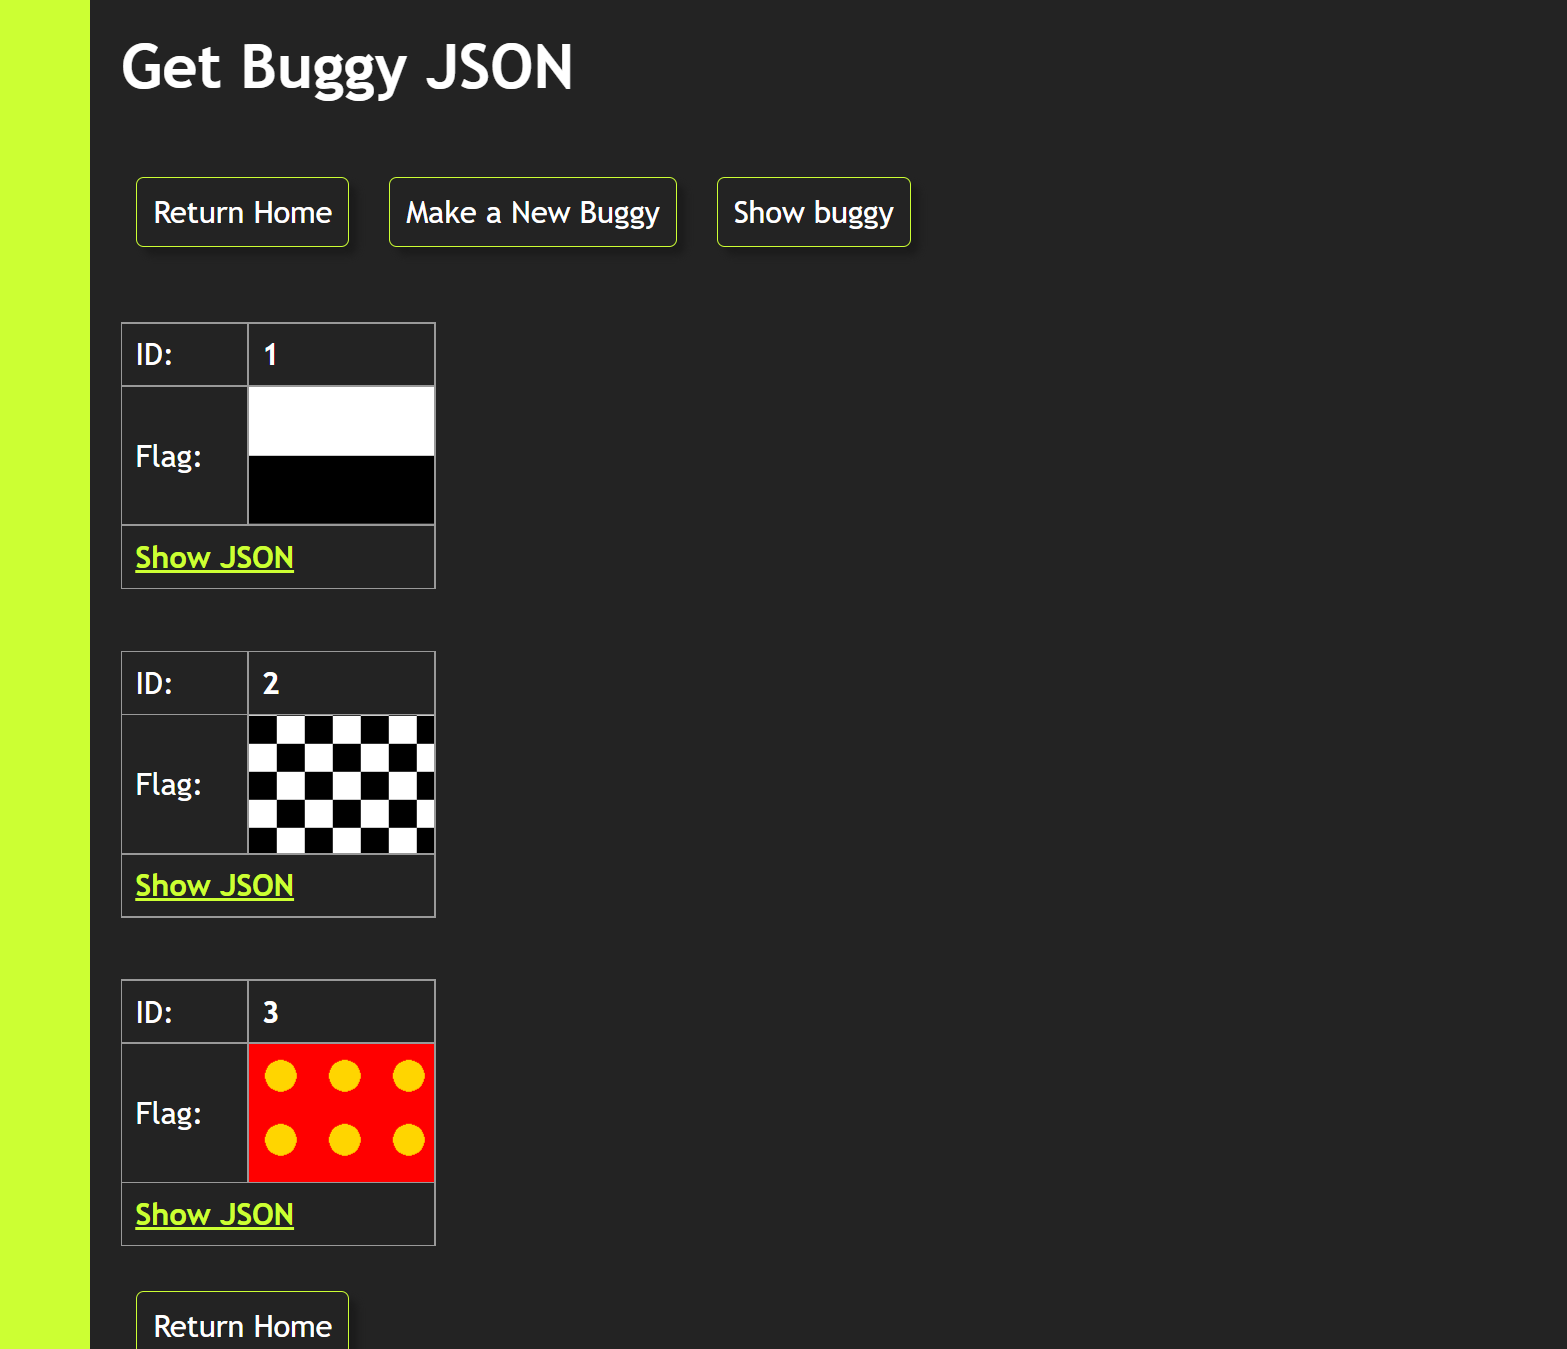 Get Buggy JSON
Return Home Make a New Buggy Show buggy
ID: 1
Flag:
Show JSON
ID: 2
Flag:
Show JSON
ID: 3
Flag:
Show JSON
Return Home